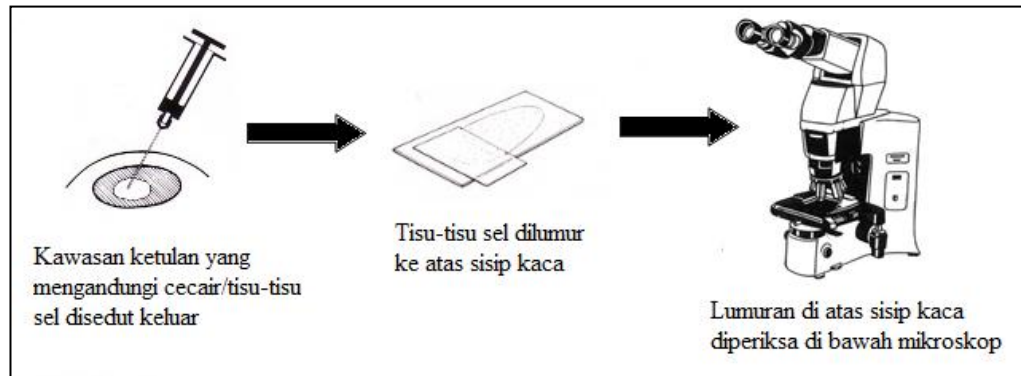 Kawasan ketulan yang
mengandungi cecair/tisu-tisu
sel disedut keluar
Tisu-tisu sel dilumur
ke atas sisip kaca
Lumuran di atas sisip kaca
diperiksa di bawah mikroskop